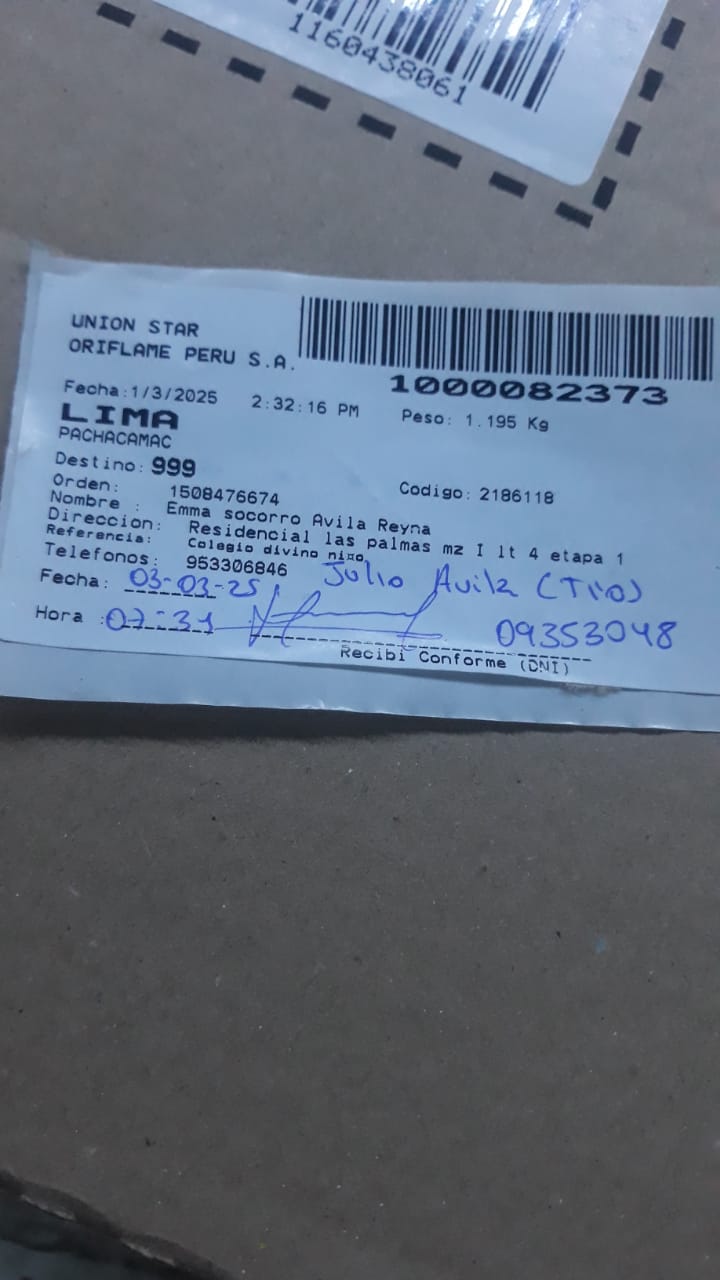 1160438061
UNION STAR
ORIFLAME PERU S.A.
1000082373
Fecha:1/3/2025 2:32:16 PM Peso: 1.195 Kg
LIMA
PACHACAMAC
Destino: 999
Orden: 1508476674 Codigo: 2186118
Nombre : Emma socorro Avila Reyna
Direccion: Residencial las palmas mz I lt 4 etapa 1
Referencia: Colegio divino niño
Telefonos: 953306846 Julio Avila (Tio)
Fecha: 03-03-25
Hora : 07:31 09353048
Recibi Conforme (DNI)